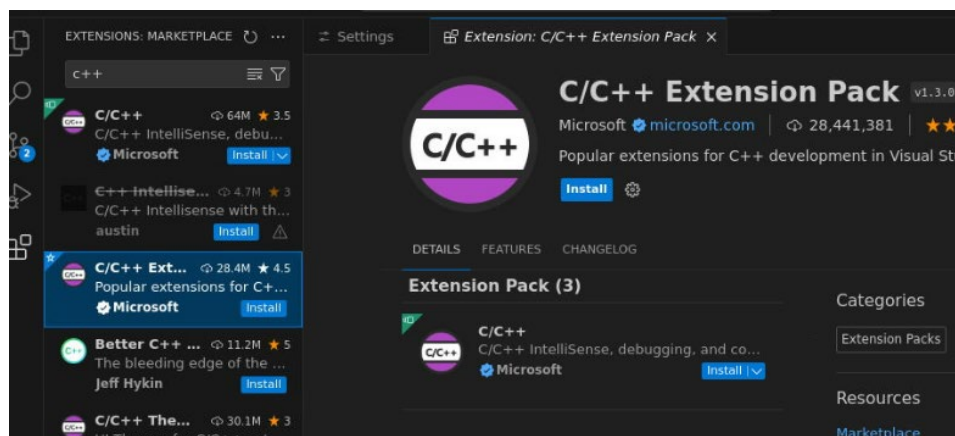 EXTENSIONS: MARKETPLACE
c++
C/C++ 64M ★ 3.5
C/C++ IntelliSense, debu...
Microsoft Install
C++ Intellise... 4.7M ★ 3
C/C++ Intellisense with th...
austin Install
C/C++ Ext... 28.4M ★ 4.5
Popular extensions for C+...
Microsoft Install
Better C++ ... 11.2M ★ 5
The bleeding edge of the ...
Jeff Hykin Install
C/C++ The... 30.1M ★ 3
2
Settings Extension: C/C++ Extension Pack ×
C/C++
C/C++ Extension Pack v1.3.0
Microsoft microsoft.com | 28,441,381 | ★★
Popular extensions for C++ development in Visual St
Install
DETAILS FEATURES CHANGELOG
Extension Pack (3)
C/C++
C/C++
C/C++ IntelliSense, debugging, and co...
Microsoft Install
Categories
Extension Packs
Resources
Marketplace